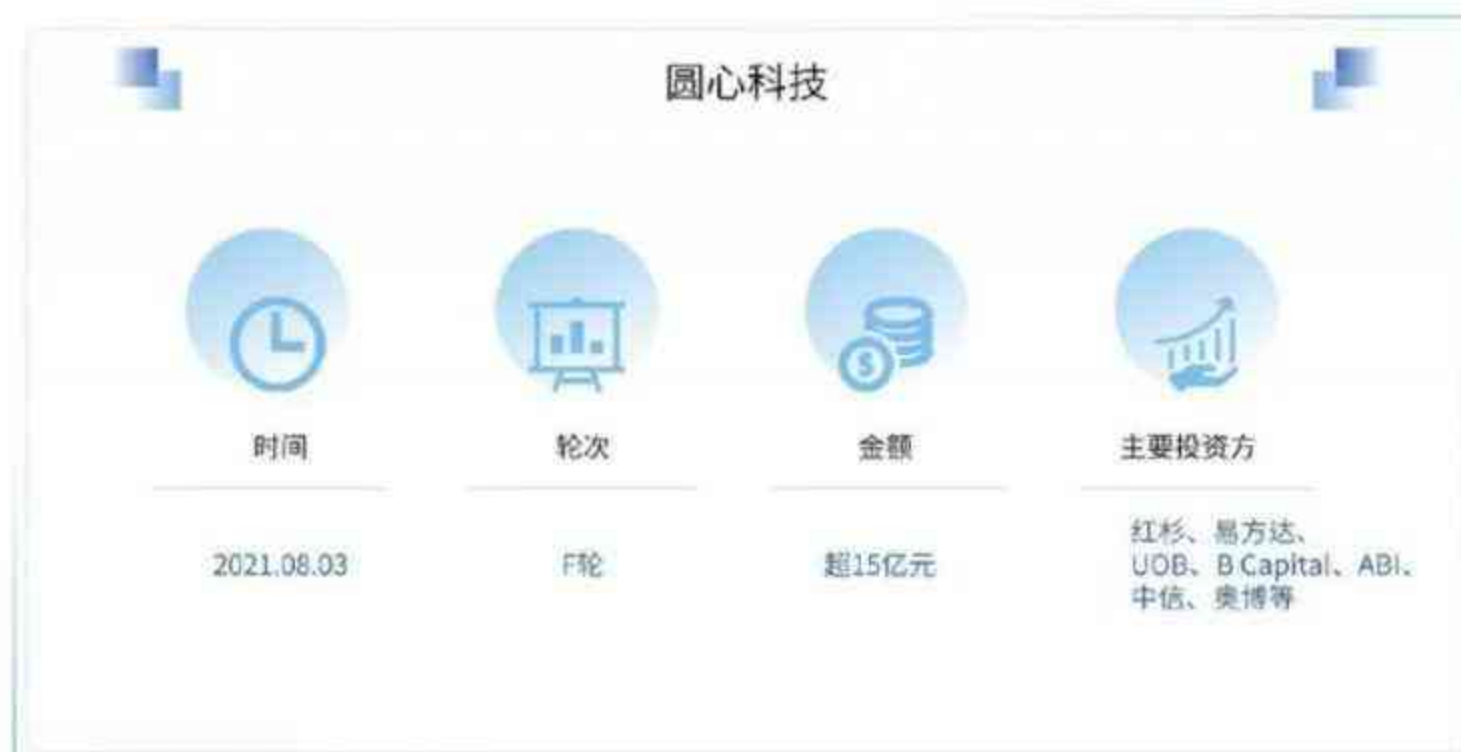 圆心科技
时间
轮次
金额
主要投资方
2021.08.03
F轮
超15亿元
红杉、易方达、
UOB、B Capital、ABI、
中信、奥博等